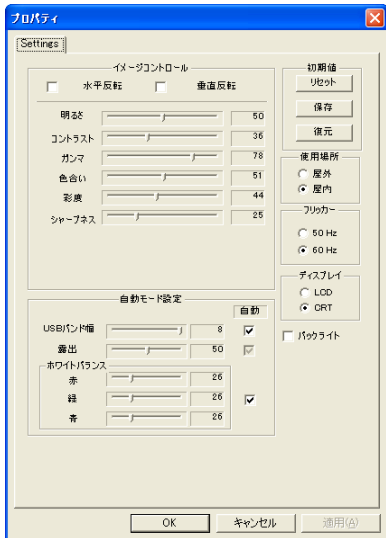 プロパティ
Settings
イメージコントロール
水平反転 垂直反転
明るさ 50
コントラスト 36
ガンマ 78
色合い 51
彩度 44
シャープネス 25
初期値
リセット
保存
復元
使用場所
屋外
屋内
フリッカー
50 Hz
60 Hz
ディスプレイ
LCD
CRT
バックライト
自動モード設定
自動
USBバンド幅 8
露出 50
ホワイトバランス
赤 26
緑 26
青 26
OK キャンセル 適用(A)